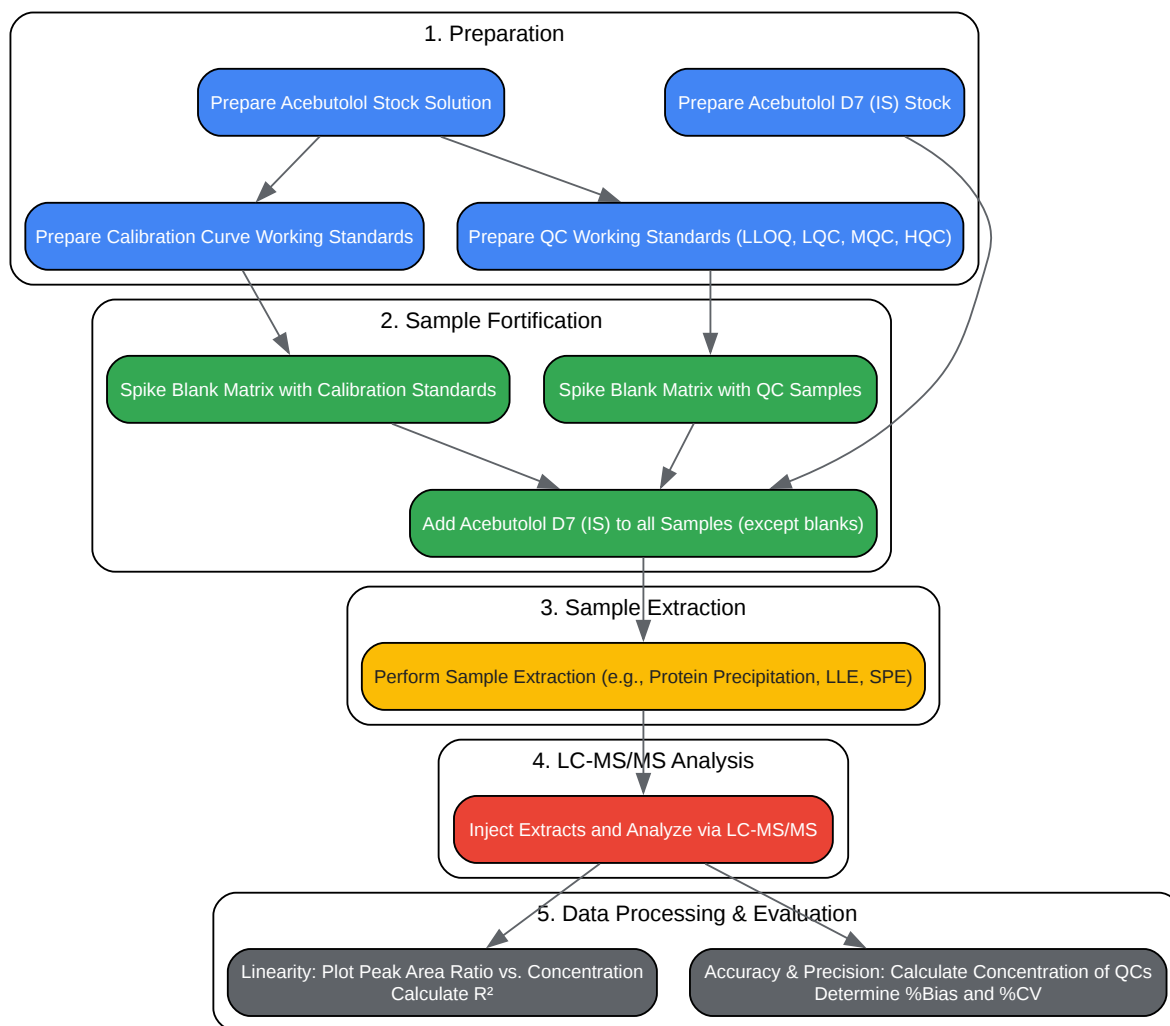 1. Preparation
Prepare Acebutolol Stock Solution
Prepare Acebutolol D7 (IS) Stock
Prepare Calibration Curve Working Standards
Prepare QC Working Standards (LLOQ, LQC, MQC, HQC)
2. Sample Fortification
Spike Blank Matrix with Calibration Standards
Spike Blank Matrix with QC Samples
Add Acebutolol D7 (IS) to all Samples (except blanks)
3. Sample Extraction
Perform Sample Extraction (e.g., Protein Precipitation, LLE, SPE)
4. LC-MS/MS Analysis
Inject Extracts and Analyze via LC-MS/MS
5. Data Processing & Evaluation
Linearity: Plot Peak Area Ratio vs. Concentration
Calculate R²
Accuracy & Precision: Calculate Concentration of QCs
Determine %Bias and %CV